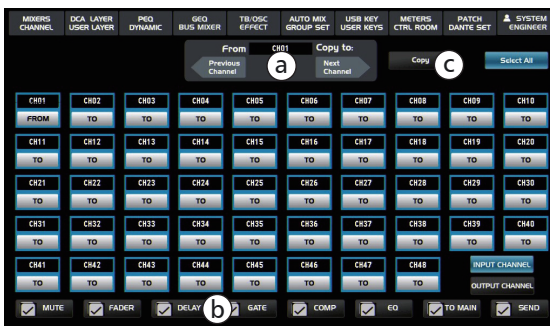 MIXERS DCA LAYER PEQ GEQ TB/OSC AUTO MIX USB KEY METERS PATCH SYSTEM
CHANNEL USER LAYER DYNAMIC BUS MIXER EFFECT GROUP SET USER KEYS CTRL ROOM DANTE SET ENGINEER
From CH01 Copy to:
Previous Channel
a
Next Channel
Copy
c
Select All
CH01 CH02 CH03 CH04 CH05 CH06 CH07 CH08 CH09 CH10
FROM TO TO TO TO TO TO TO TO TO
CH11 CH12 CH13 CH14 CH15 CH16 CH17 CH18 CH19 CH20
TO TO TO TO TO TO TO TO TO TO
CH21 CH22 CH23 CH24 CH25 CH26 CH27 CH28 CH29 CH30
TO TO TO TO TO TO TO TO TO TO
CH31 CH32 CH33 CH34 CH35 CH36 CH37 CH38 CH39 CH40
TO TO TO TO TO TO TO TO TO TO
CH41 CH42 CH43 CH44 CH45 CH46 CH47 CH48 INPUT CHANNEL
TO TO TO TO TO TO TO TO OUTPUT CHANNEL
MUTE FADER DELAY b GATE COMP EQ TO MAIN SEND